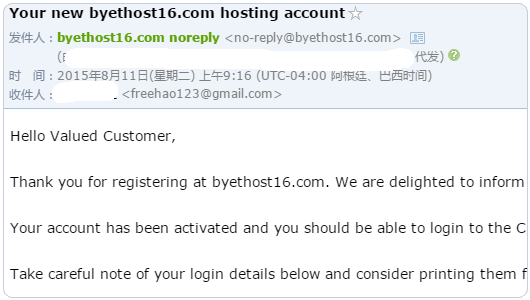 Your new byethost16.com hosting account
发件人：byethost16.com noreply <no-reply@byethost16.com>
(由 代发)
时 间：2015年8月11日(星期二) 上午9:16 (UTC-04:00 阿根廷、巴西时间)
收件人： <freehao123@gmail.com>
Hello Valued Customer,
Thank you for registering at byethost16.com. We are delighted to inform
Your account has been activated and you should be able to login to the C
Take careful note of your login details below and consider printing them f